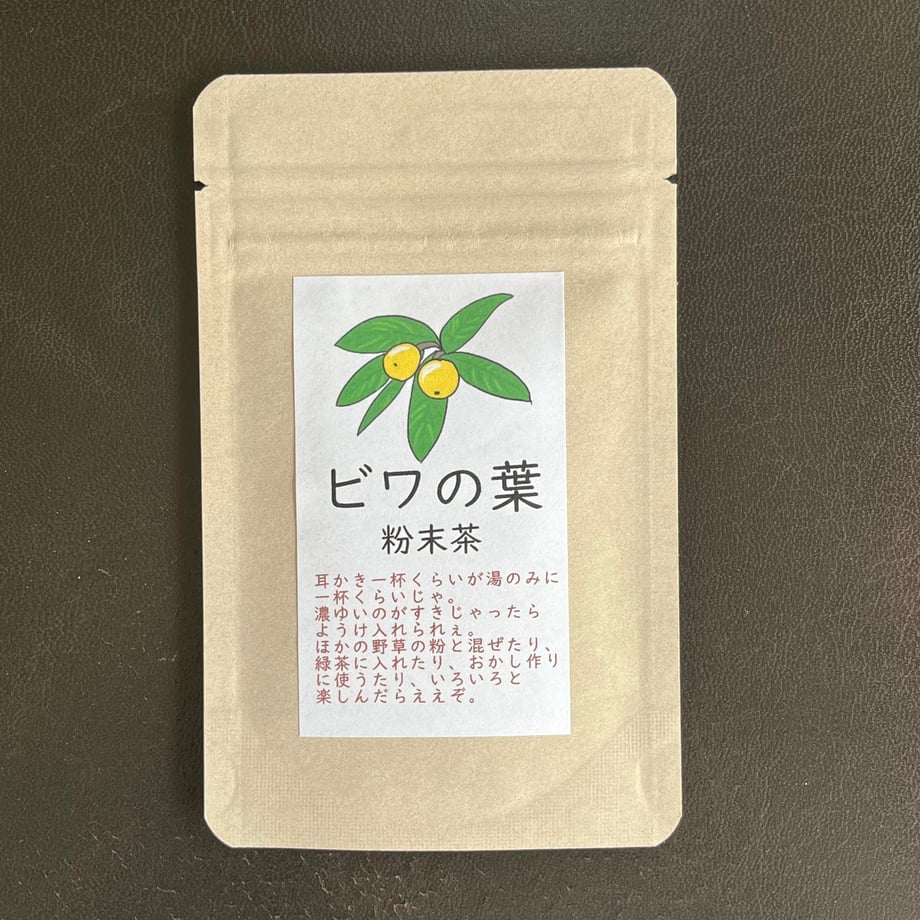 ビワの葉
粉末茶
耳かき一杯くらいが湯のみに
一杯くらいじゃ。
濃ゆいのがすきじゃったら
ようけ入れられぇ。
ほかの野草の粉と混ぜたり、
緑茶に入れたり、おかし作り
に使うたり、いろいろと
楽しんだらええぞ。